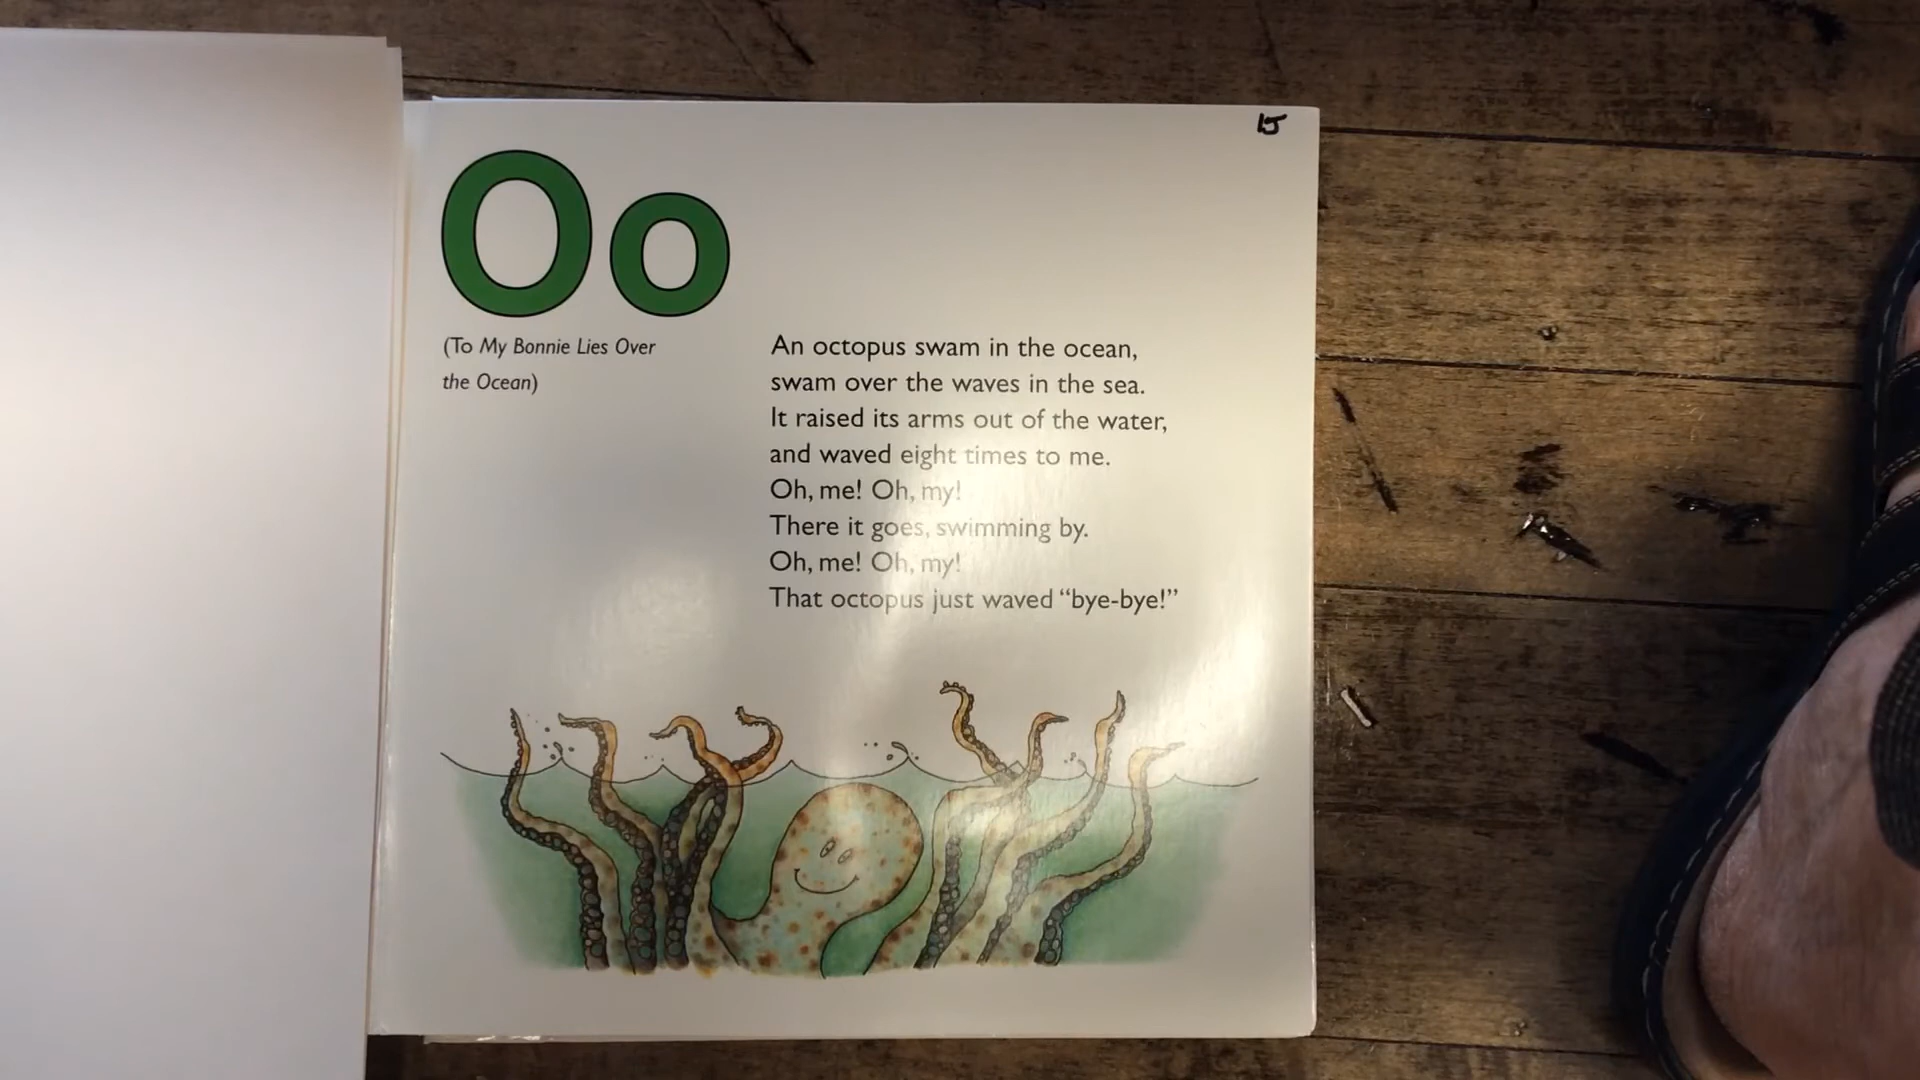 15
Oo
(To My Bonnie Lies Over
the Ocean)
An octopus swam in the ocean,
swam over the waves in the sea.
It raised its arms out of the water,
and waved eight times to me.
Oh, me! Oh, my!
There it goes, swimming by.
Oh, me! Oh, my!
That octopus just waved “bye-bye!”